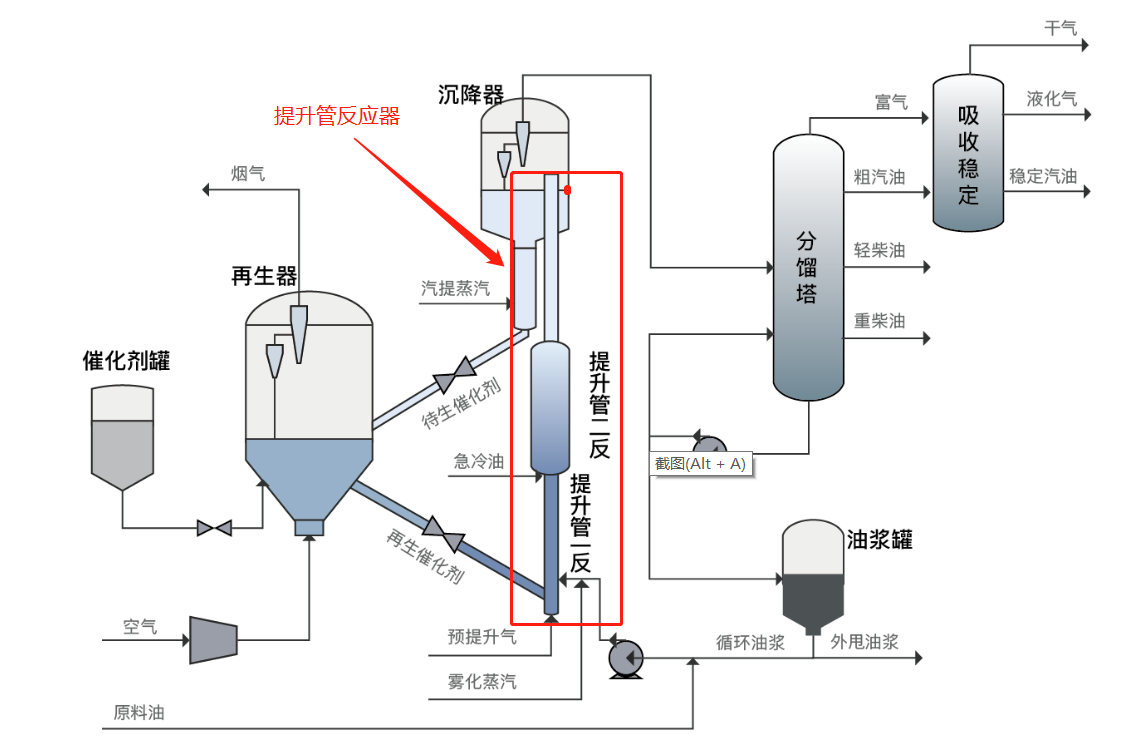 干气
沉降器
富气
液化气
提升管反应器
吸收稳定
烟气
粗汽油
稳定汽油
分馏塔
轻柴油
再生器
汽提蒸汽
重柴油
催化剂罐
提升管二反
待生催化剂
急冷油
截图(Alt + A)
提升管一反
再生催化剂
油浆罐
空气
预提升气
循环油浆
外甩油浆
雾化蒸汽
原料油